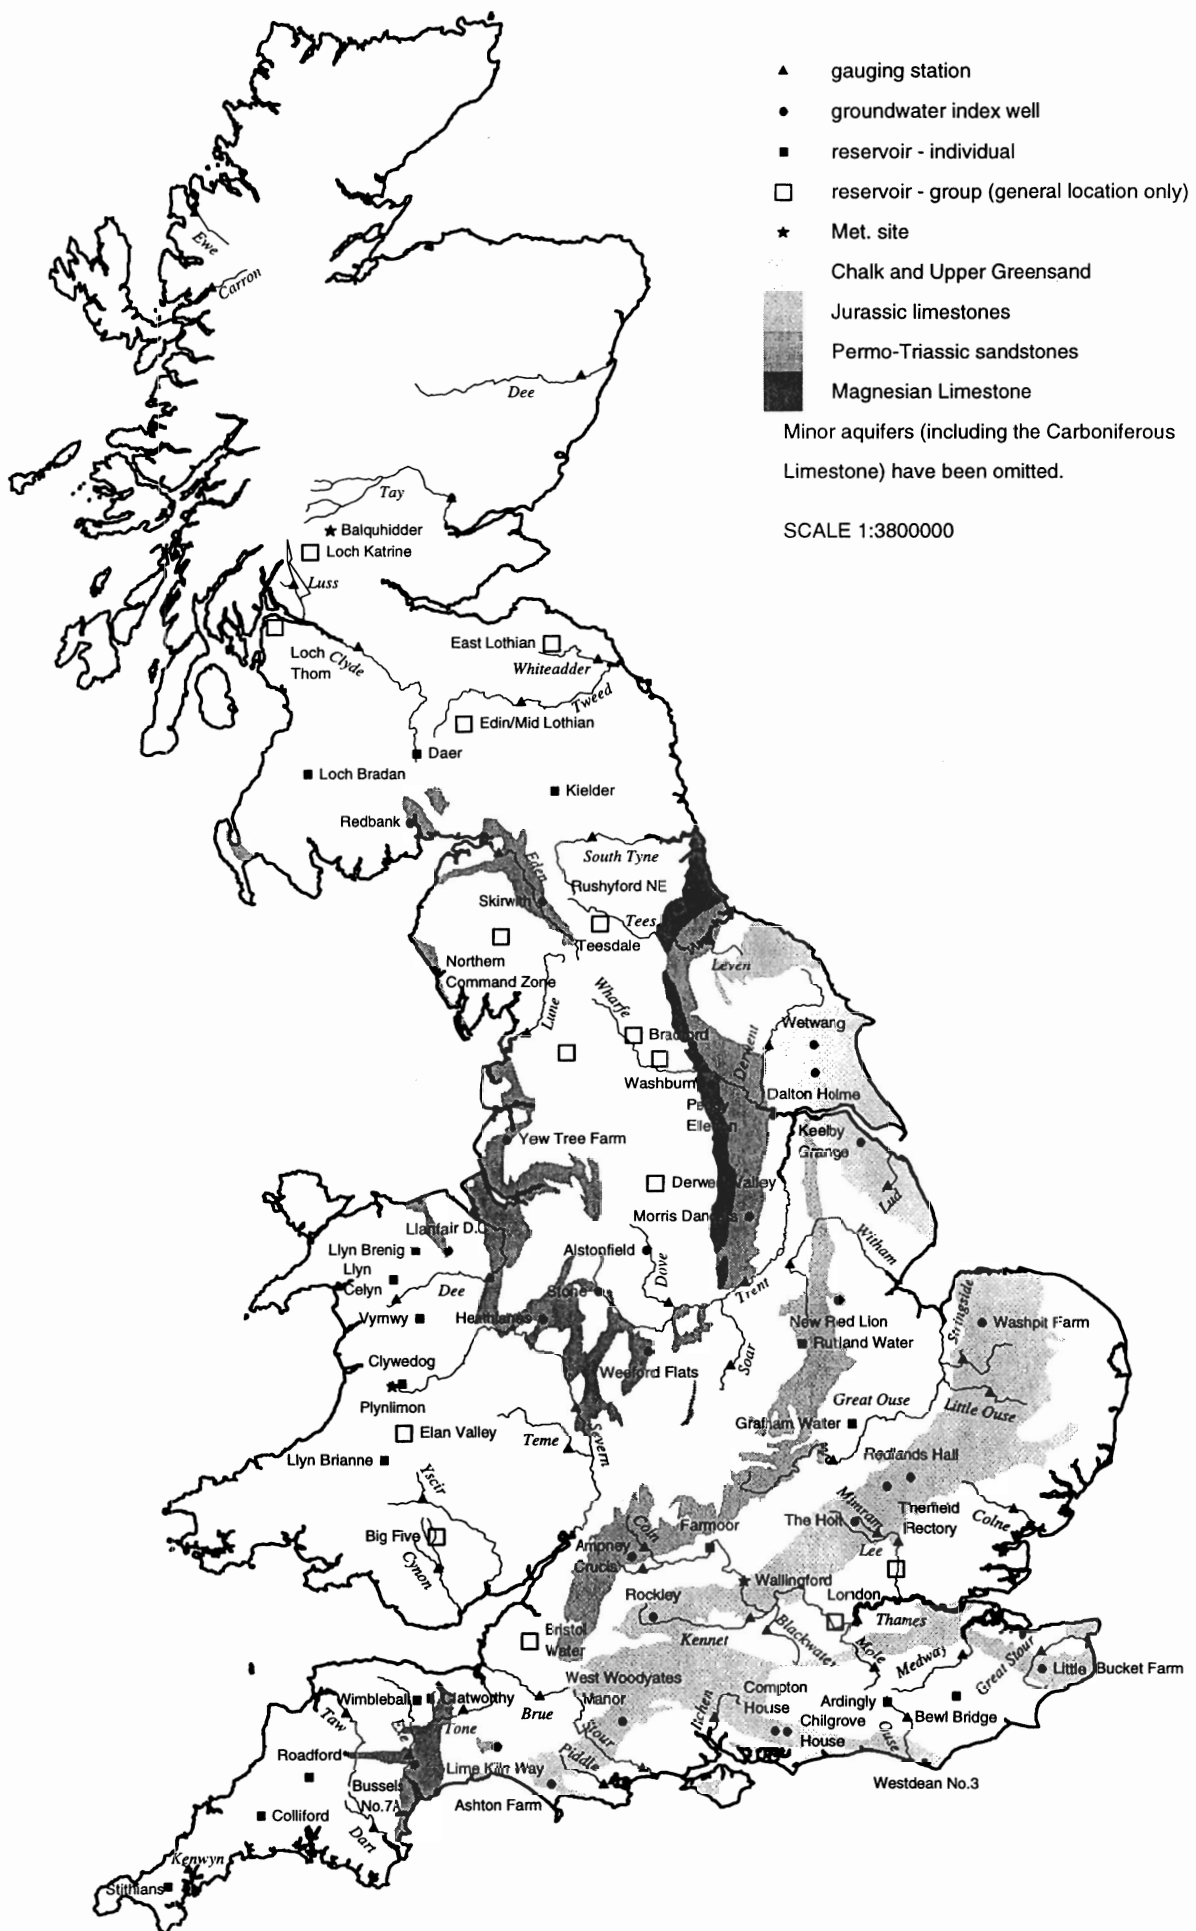 gauging station
groundwater index well
reservoir - individual
reservoir - group (general location only)
Met. site
Chalk and Upper Greensand
Jurassic limestones
Permo-Triassic sandstones
Magnesian Limestone
Minor aquifers (including the Carboniferous
Limestone) have been omitted.
SCALE 1:3800000
Ewe
Carron
Dee
Tay
Balquhidder
Loch Katrine
Luss
Loch
Thom
Clyde
East Lothian
Whiteadder
Tweed
Edin/Mid Lothian
Daer
Loch Bradan
Kielder
Redbank
South Tyne
Eden
Rushyford NE
Skirwith
Tees
Teesdale
Northern
Command Zone
Leven
Lune
Wharfe
Bradford
Washburn
Derwent
Wetwang
Dalton Holme
Yew Tree Farm
Keelby
Grange
Lud
Derwent Valley
Morris Dancers
Witham
Llanfair D.C
Llyn Brenig
Llyn
Celyn
Alstonfield
Dove
Dee
Trent
Vyrnwy
Heathlanes
Stone
New Red Lion
Rutland Water
Stringside
Washpit Farm
Clywedog
Plynlimon
Weeford Flats
Soar
Great Ouse
Little Ouse
Grafham Water
Elan Valley
Teme
Severn
Llyn Brianne
Redlands Hall
Yscir
Big Five
Cynon
Coln
Farmoor
Ampney
Crucis
Mimram
The Holt
Therfield
Rectory
Colne
Lee
Wallingford
London
Rockley
Kennet
Blackwater
Thames
Bristol
Water
Mole
Medway
Great Stour
Little Bucket Farm
West Woodyates
Manor
Compton
House
Ardingly
Chilgrove
House
Bewl Bridge
Wimbleball
Clatworthy
Brue
Itchen
Taw
Exe
Tone
Stour
Piddle
Ouse
Roadford
Lime Kiln Way
Westdean No.3
Bussels
No.7A
Ashton Farm
Colliford
Dart
Kenwyn
Stithians